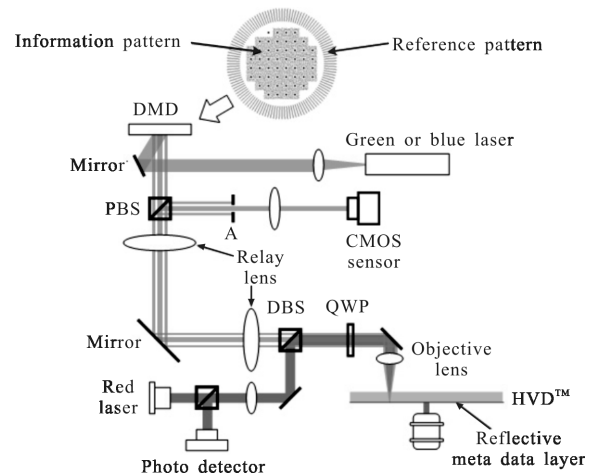 Information pattern
Reference pattern
DMD
Green or blue laser
Mirror
PBS
A
CMOS
sensor
Relay
lens
DBS
QWP
Mirror
Objective
lens
Red
laser
HVD™
Reflective
meta data layer
Photo detector